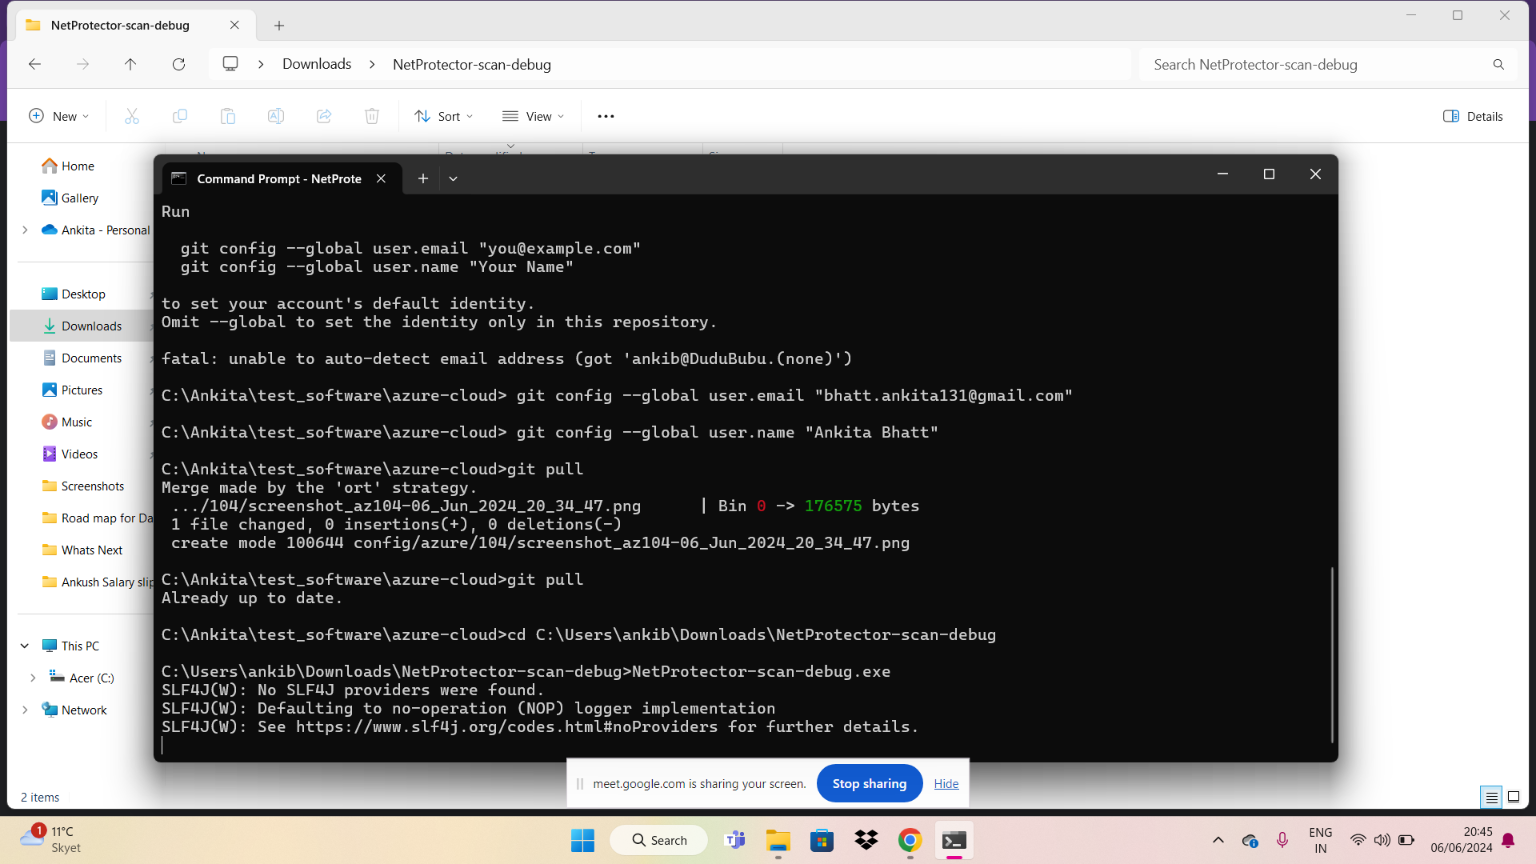 NetProtector-scan-debug
Downloads
NetProtector-scan-debug
Search NetProtector-scan-debug
New
Sort
View
Details
Home
Gallery
Ankita - Personal
Desktop
Downloads
Documents
Pictures
Music
Videos
Screenshots
Road map for Da
Whats Next
Ankush Salary slip
This PC
Acer (C:)
Network
2 items
Command Prompt - NetProte
Run
git config --global user.email "you@example.com"
git config --global user.name "Your Name"
to set your account's default identity.
Omit --global to set the identity only in this repository.
fatal: unable to auto-detect email address (got 'ankib@DuduBubu.(none)')
C:\Ankita\test_software\azure-cloud> git config --global user.email "bhatt.ankita131@gmail.com"
C:\Ankita\test_software\azure-cloud> git config --global user.name "Ankita Bhatt"
C:\Ankita\test_software\azure-cloud>git pull
Merge made by the 'ort' strategy.
.../104/screenshot_az104-06_Jun_2024_20_34_47.png | Bin 0 -> 176575 bytes
1 file changed, 0 insertions(+), 0 deletions(-)
create mode 100644 config/azure/104/screenshot_az104-06_Jun_2024_20_34_47.png
C:\Ankita\test_software\azure-cloud>git pull
Already up to date.
C:\Ankita\test_software\azure-cloud>cd C:\Users\ankib\Downloads\NetProtector-scan-debug
C:\Users\ankib\Downloads\NetProtector-scan-debug>NetProtector-scan-debug.exe
SLF4J(W): No SLF4J providers were found.
SLF4J(W): Defaulting to no-operation (NOP) logger implementation
SLF4J(W): See https://www.slf4j.org/codes.html#noProviders for further details.
meet.google.com is sharing your screen.
Stop sharing
Hide
1
11°C
Skyet
Search
ENG
IN
20:45
06/06/2024